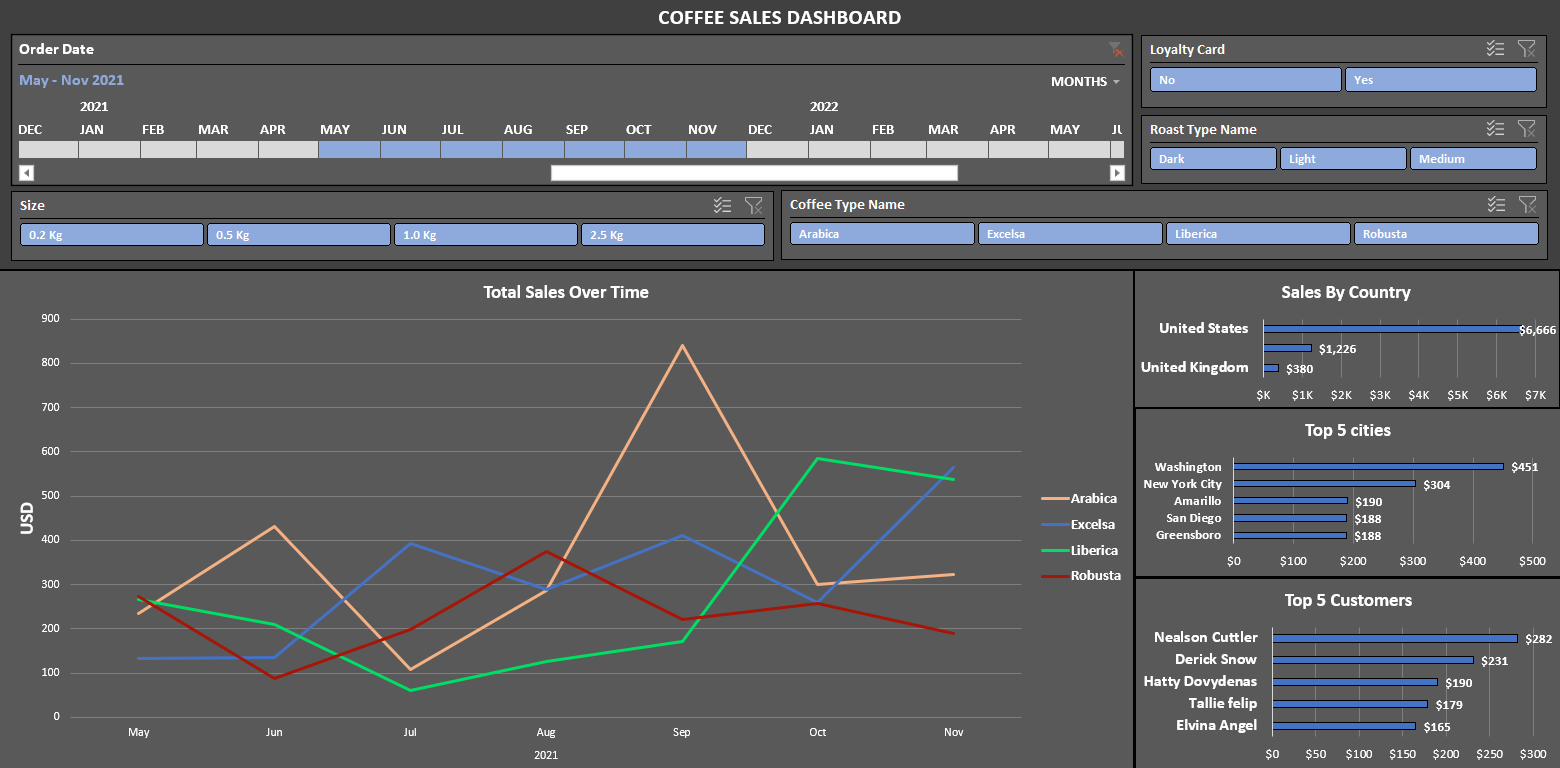 COFFEE SALES DASHBOARD
Order Date
May - Nov 2021
MONTHS
2021 2022
DEC JAN FEB MAR APR MAY JUN JUL AUG SEP OCT NOV DEC JAN FEB MAR APR MAY
Loyalty Card
No Yes
Roast Type Name
Dark Light Medium
Size
0.2 Kg 0.5 Kg 1.0 Kg 2.5 Kg
Coffee Type Name
Arabica Excelsa Liberica Robusta
Total Sales Over Time
USD
900
800
700
600
500
400
300
200
100
0
May Jun Jul Aug Sep Oct Nov
2021
Arabica
Excelsa
Liberica
Robusta
Sales By Country
United States $6,666
$1,226
United Kingdom $380
$K $1K $2K $3K $4K $5K $6K $7K
Top 5 cities
Washington $451
New York City $304
Amarillo $190
San Diego $188
Greensboro $188
$0 $100 $200 $300 $400 $500
Top 5 Customers
Nealson Cuttler $282
Derick Snow $231
Hatty Dovydenas $190
Tallie felip $179
Elvina Angel $165
$0 $50 $100 $150 $200 $250 $300